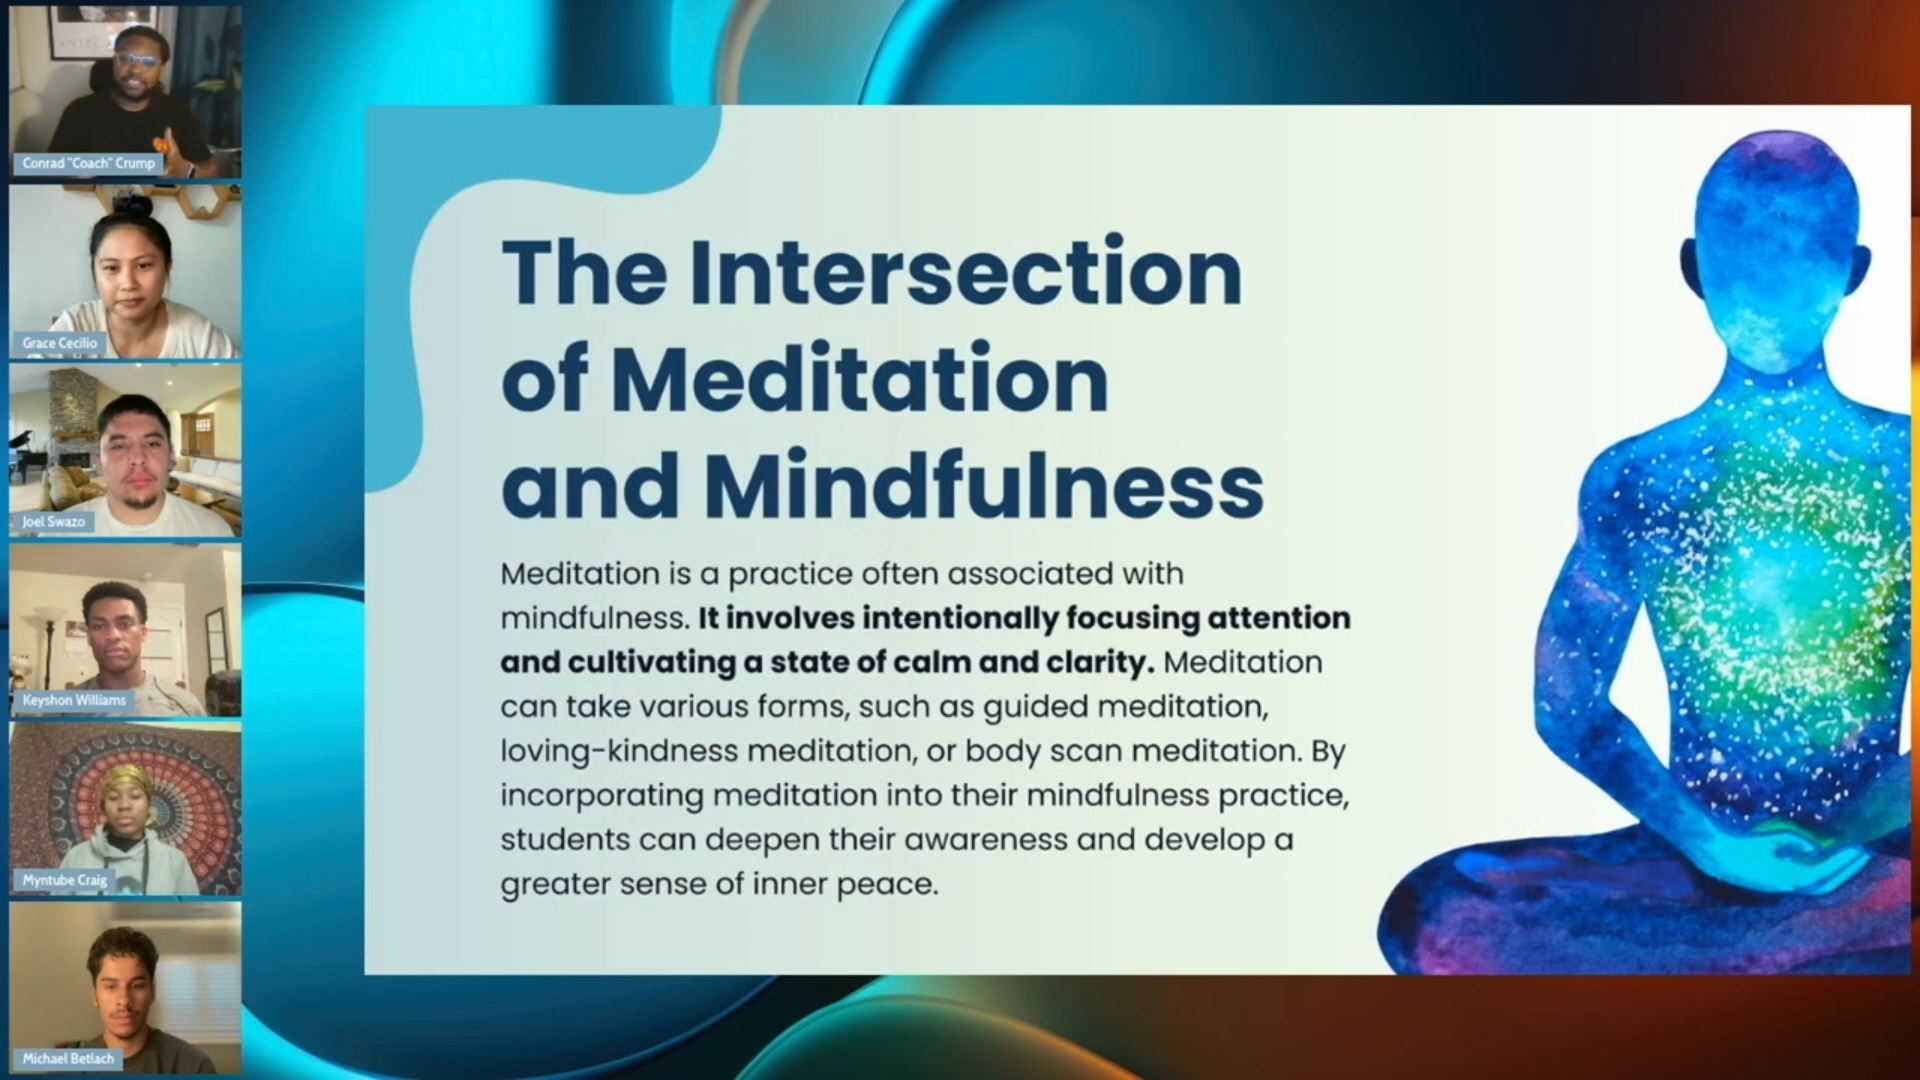 Conrad "Coach" Crump
Grace Cecilio
Joel Swazo
Keyshon Williams
Myntube Craig
Michael Betlach
The Intersection
of Meditation
and Mindfulness
Meditation is a practice often associated with
mindfulness. It involves intentionally focusing attention
and cultivating a state of calm and clarity. Meditation
can take various forms, such as guided meditation,
loving-kindness meditation, or body scan meditation. By
incorporating meditation into their mindfulness practice,
students can deepen their awareness and develop a
greater sense of inner peace.